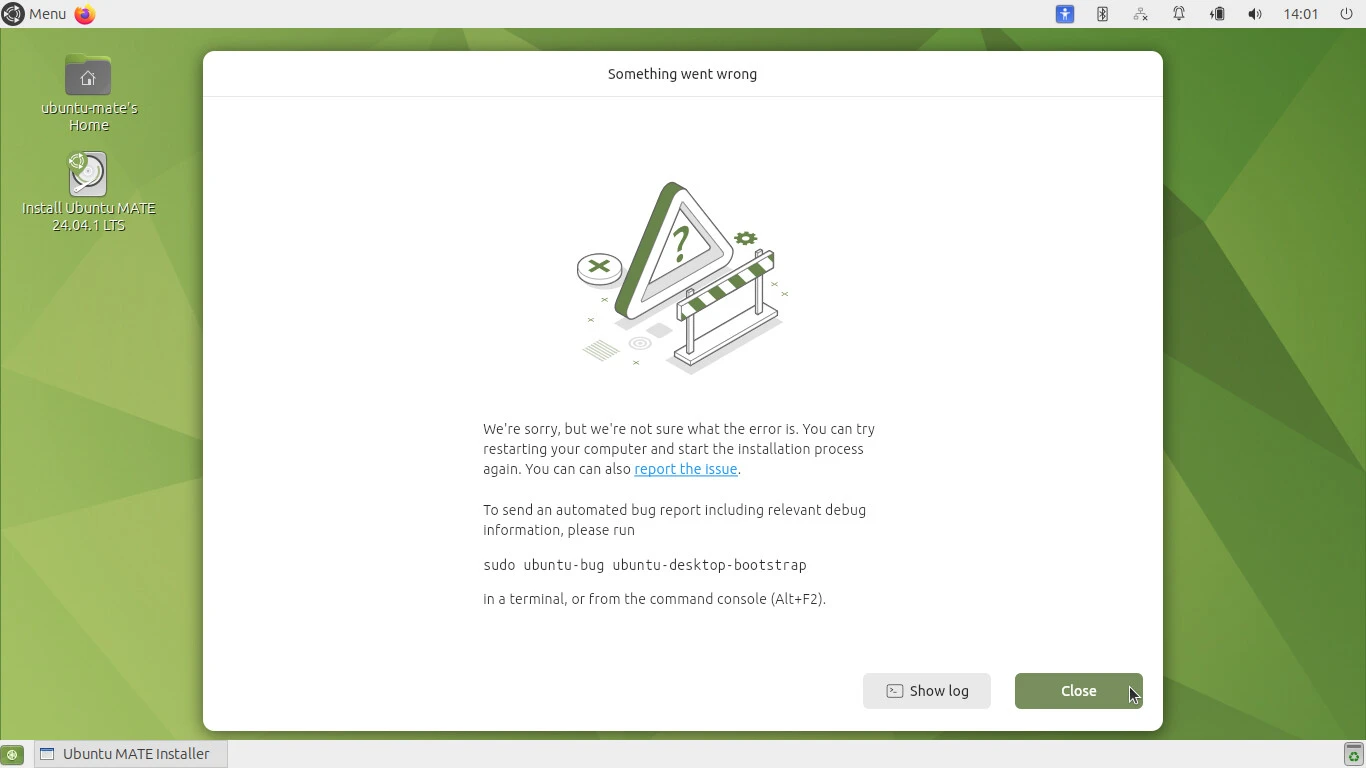 Menu
14:01
ubuntu-mate's
Home
Install Ubuntu MATE
24.04.1 LTS
Something went wrong
?
We're sorry, but we're not sure what the error is. You can try
restarting your computer and start the installation process
again. You can can also report the issue.
To send an automated bug report including relevant debug
information, please run
sudo ubuntu-bug ubuntu-desktop-bootstrap
in a terminal, or from the command console (Alt+F2).
Show log
Close
Ubuntu MATE Installer